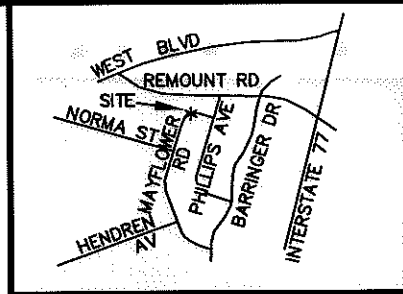 WEST BLVD
REMOUNT RD
SITE
NORMA ST
MAYFLOWER RD
PHILLIPS AVE
BARRINGER DR
INTERSTATE 77
HENDREN AV